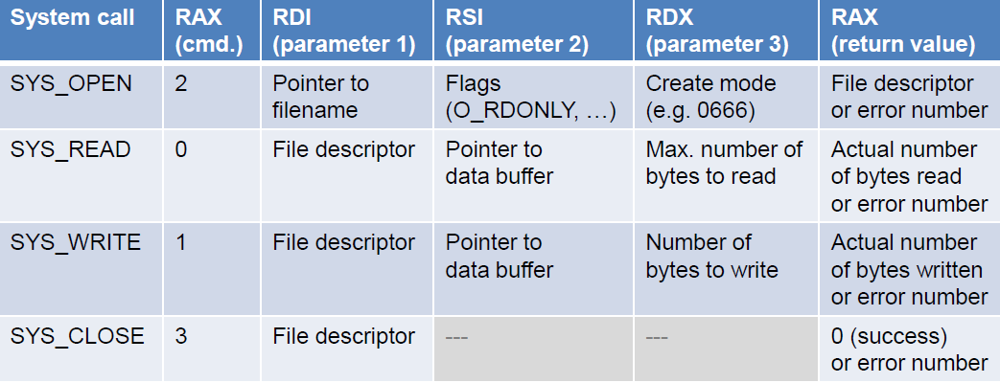 System call RAX (cmd.) RDI (parameter 1) RSI (parameter 2) RDX (parameter 3) RAX (return value)
SYS_OPEN 2 Pointer to filename Flags (O_RDONLY, …) Create mode (e.g. 0666) File descriptor or error number
SYS_READ 0 File descriptor Pointer to data buffer Max. number of bytes to read Actual number of bytes read or error number
SYS_WRITE 1 File descriptor Pointer to data buffer Number of bytes to write Actual number of bytes written or error number
SYS_CLOSE 3 File descriptor --- --- 0 (success) or error number